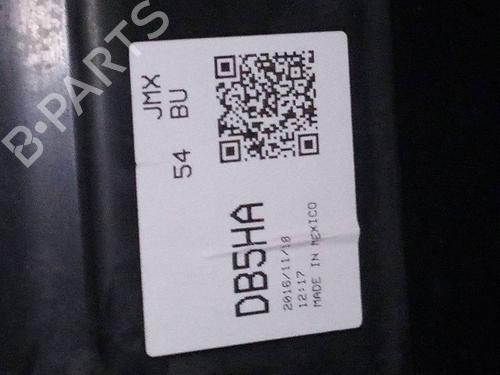 B-PARTS
JMX
54 BU
DB5HA
2016/11/18
12:17
MADE IN MEXICO